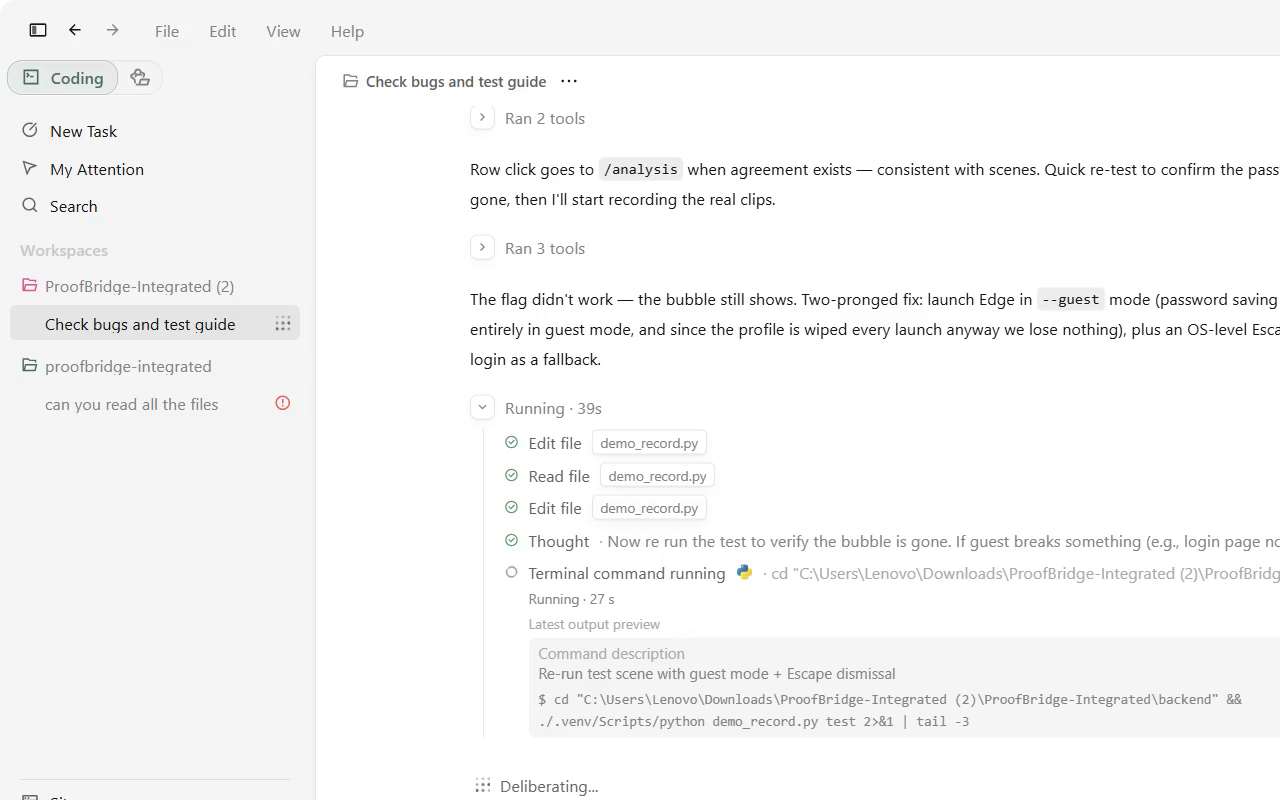 File Edit View Help
Coding
New Task
My Attention
Search
Workspaces
ProofBridge-Integrated (2)
Check bugs and test guide
proofbridge-integrated
can you read all the files
Check bugs and test guide ...
Ran 2 tools
Row click goes to /analysis when agreement exists — consistent with scenes. Quick re-test to confirm the pass
gone, then I'll start recording the real clips.
Ran 3 tools
The flag didn't work — the bubble still shows. Two-pronged fix: launch Edge in --guest mode (password saving
entirely in guest mode, and since the profile is wiped every launch anyway we lose nothing), plus an OS-level Esca
login as a fallback.
Running · 39s
Edit file demo_record.py
Read file demo_record.py
Edit file demo_record.py
Thought · Now re run the test to verify the bubble is gone. If guest breaks something (e.g., login page no
Terminal command running · cd "C:\Users\Lenovo\Downloads\ProofBridge-Integrated (2)\ProofBridg
Running · 27 s
Latest output preview
Command description
Re-run test scene with guest mode + Escape dismissal
$ cd "C:\Users\Lenovo\Downloads\ProofBridge-Integrated (2)\ProofBridge-Integrated\backend" &&
./.venv/Scripts/python demo_record.py test 2>&1 | tail -3
Deliberating...